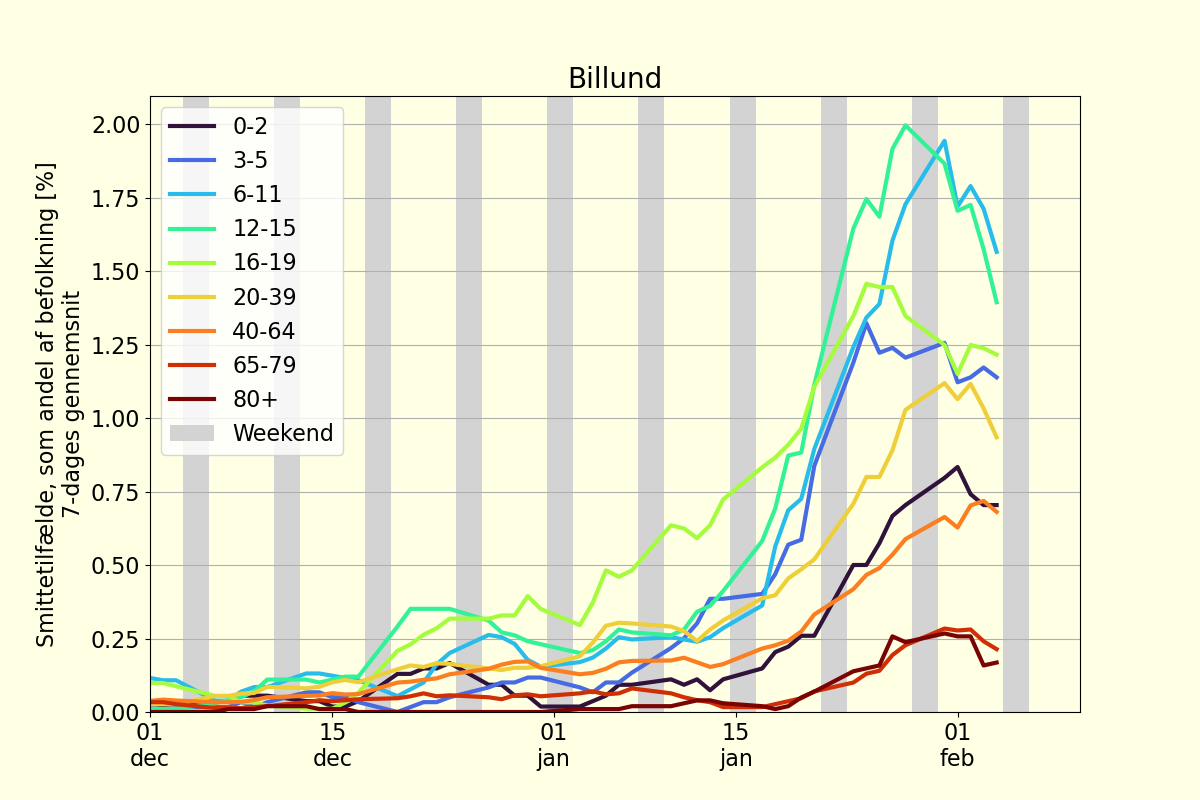 Billund
Smittetilfælde, som andel af befolkning [%]
7-dages gennemsnit
2.00
1.75
1.50
1.25
1.00
0.75
0.50
0.25
0.00
0-2
3-5
6-11
12-15
16-19
20-39
40-64
65-79
80+
Weekend
01
dec
15
dec
01
jan
15
jan
01
feb